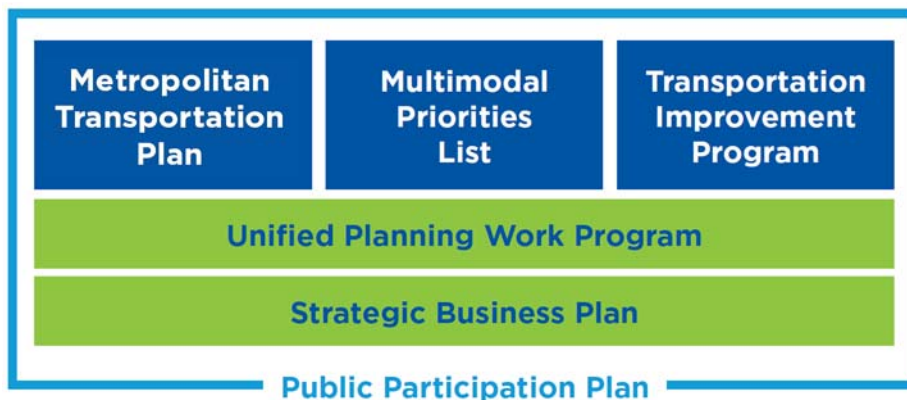 Metropolitan
Transportation
Plan
Multimodal
Priorities
List
Transportation
Improvement
Program
Unified Planning Work Program
Strategic Business Plan
Public Participation Plan